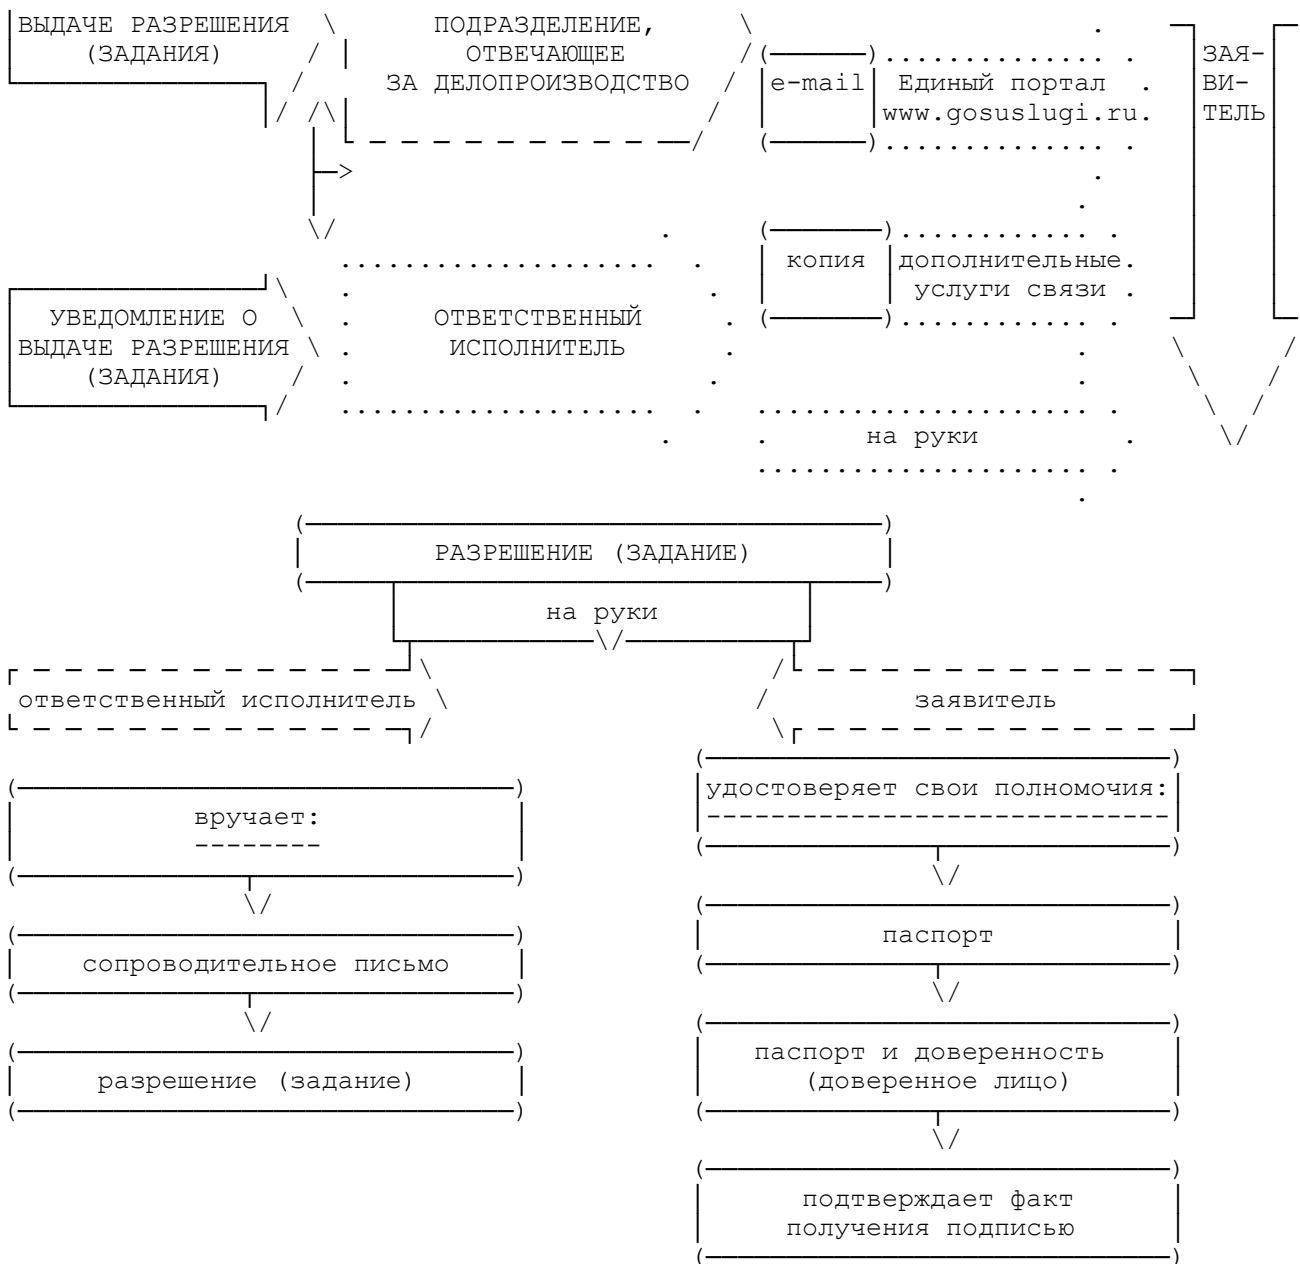 ВЫДАЧЕ РАЗРЕШЕНИЯ
(ЗАДАНИЯ)
ПОДРАЗДЕЛЕНИЕ,
ОТВЕЧАЮЩЕЕ
ЗА ДЕЛОПРОИЗВОДСТВО
e-mail
Единый портал
www.gosuslugi.ru.
ЗАЯ-
ВИ-
ТЕЛЬ
копия
дополнительные
услуги связи
УВЕДОМЛЕНИЕ О
ВЫДАЧЕ РАЗРЕШЕНИЯ
(ЗАДАНИЯ)
ОТВЕТСТВЕННЫЙ
ИСПОЛНИТЕЛЬ
на руки
РАЗРЕШЕНИЕ (ЗАДАНИЕ)
на руки
ответственный исполнитель
заявитель
вручает:
сопроводительное письмо
разрешение (задание)
удостоверяет свои полномочия:
паспорт
паспорт и доверенность
(доверенное лицо)
подтверждает факт
получения подписью